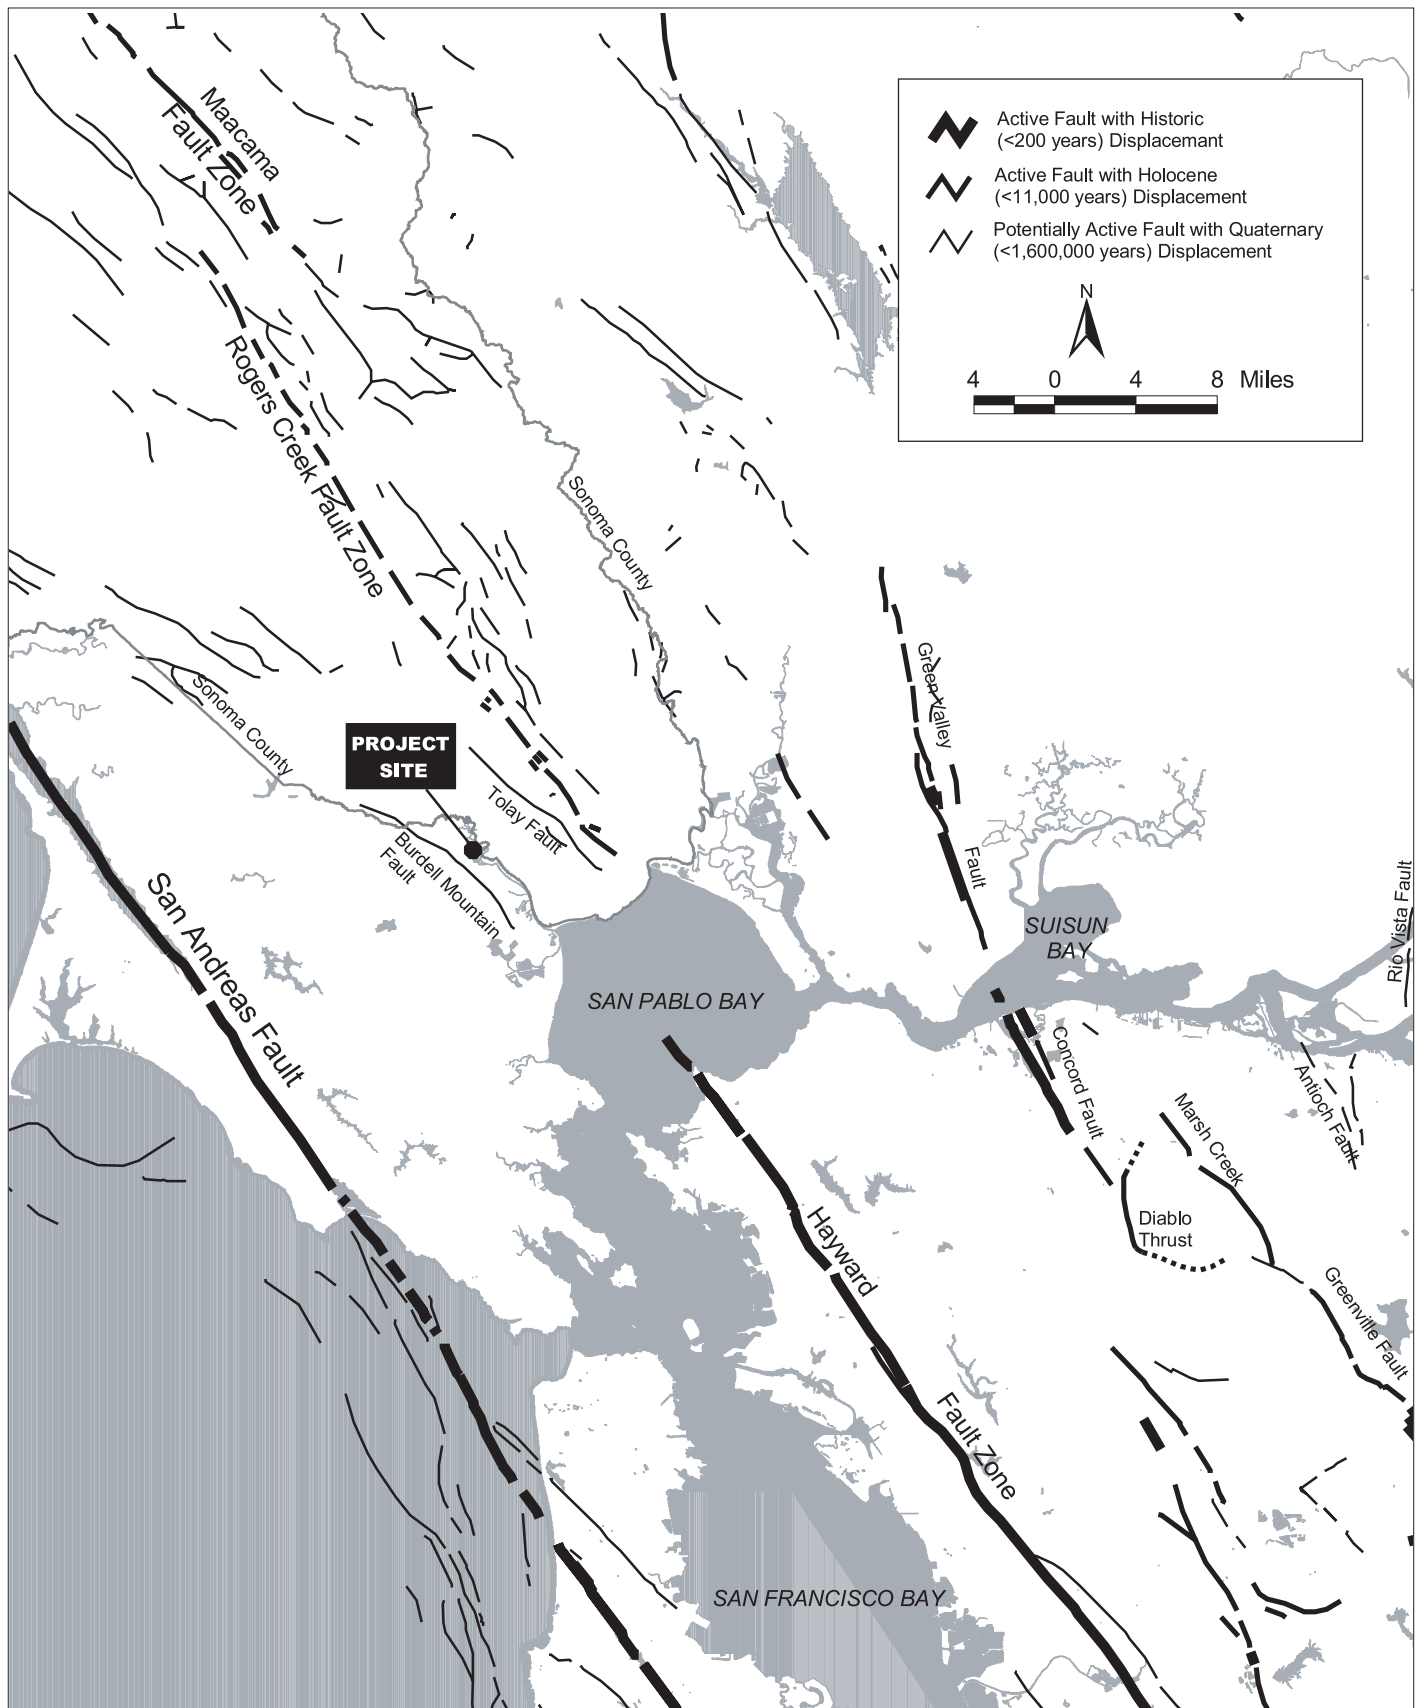 Active Fault with Historic
(<200 years) Displacemant
Active Fault with Holocene
(<11,000 years) Displacement
Potentially Active Fault with Quaternary
(<1,600,000 years) Displacement
N
4 0 4 8 Miles
Maacama
Fault Zone
Rogers Creek Fault Zone
Sonoma County
Sonoma County
Green Valley
Fault
PROJECT
SITE
Tolay Fault
Burdell Mountain
Fault
San Andreas Fault
SUISUN
BAY
Rio Vista Fault
SAN PABLO BAY
Concord Fault
Antioch Fault
Marsh Creek
Diablo
Thrust
Greenville Fault
Hayward
Fault Zone
SAN FRANCISCO BAY